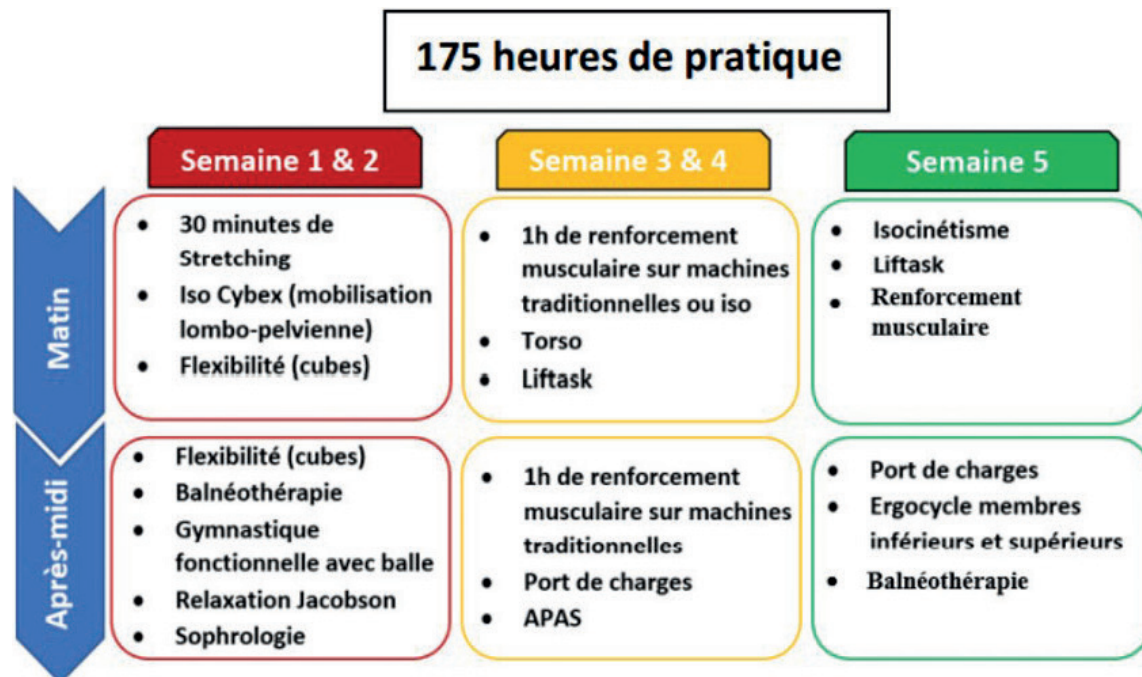 175 heures de pratique
Semaine 1 & 2
Semaine 3 & 4
Semaine 5
Matin
• 30 minutes de
Stretching
• Iso Cybex (mobilisation
lombo-pelvienne)
• Flexibilité (cubes)
• 1h de renforcement
musculaire sur machines
traditionnelles ou iso
• Torso
• Liftask
• Isocinétisme
• Liftask
• Renforcement
musculaire
Après-midi
• Flexibilité (cubes)
• Balnéothérapie
• Gymnastique
fonctionnelle avec balle
• Relaxation Jacobson
• Sophrologie
• 1h de renforcement
musculaire sur machines
traditionnelles
• Port de charges
• APAS
• Port de charges
• Ergocycle membres
inférieurs et supérieurs
• Balnéothérapie